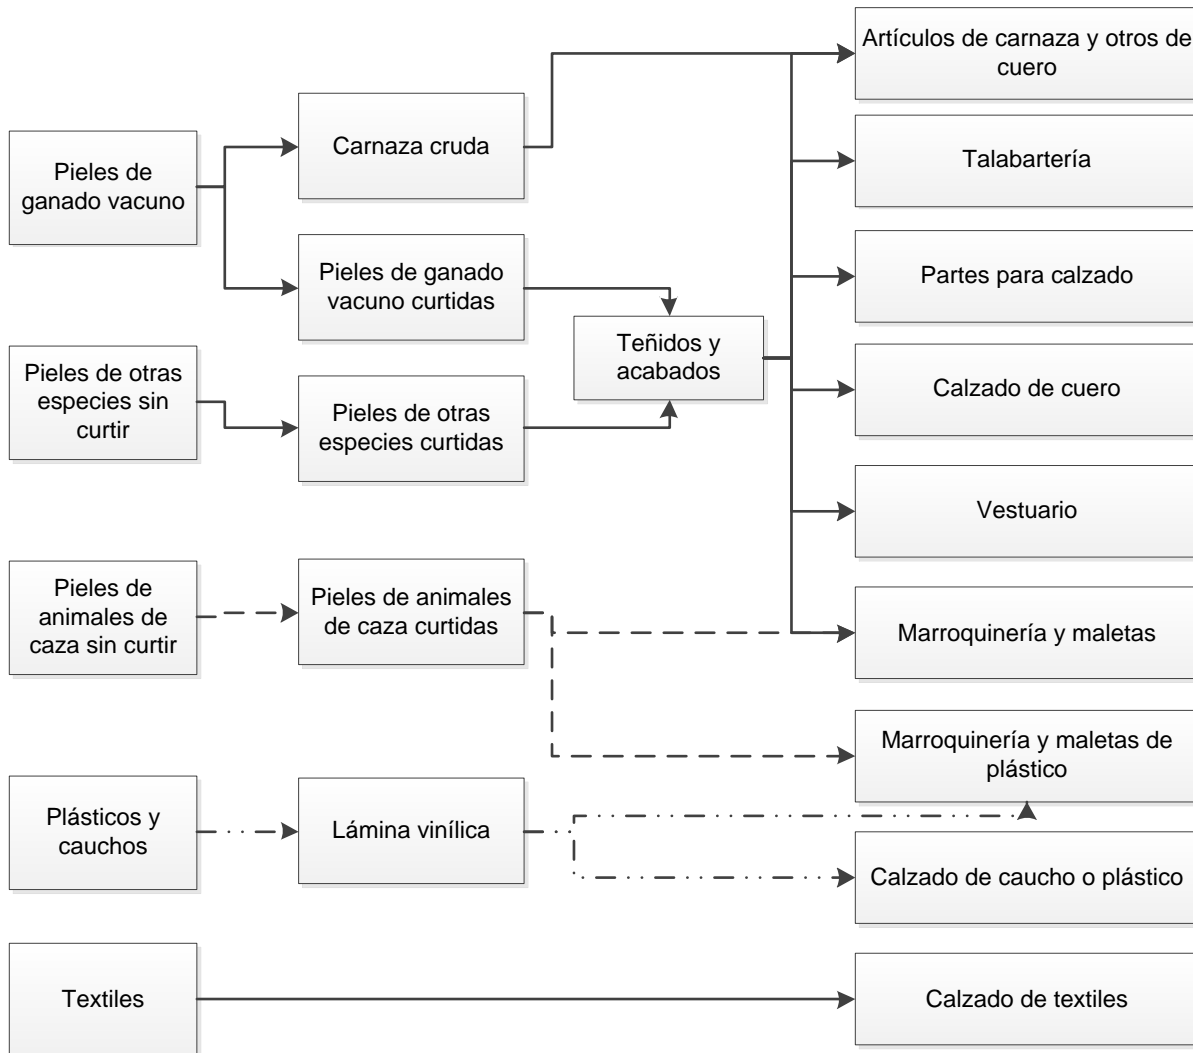 Pieles de
ganado vacuno
Pieles de otras
especies sin
curtir
Pieles de
animales de
caza sin curtir
Plásticos y
cauchos
Textiles
Carnaza cruda
Pieles de ganado
vacuno curtidas
Pieles de otras
especies curtidas
Pieles de animales
de caza curtidas
Lámina vinílica
Teñidos y
acabados
Artículos de carnaza y otros de
cuero
Talabartería
Partes para calzado
Calzado de cuero
Vestuario
Marroquinería y maletas
Marroquinería y maletas de
plástico
Calzado de caucho o plástico
Calzado de textiles